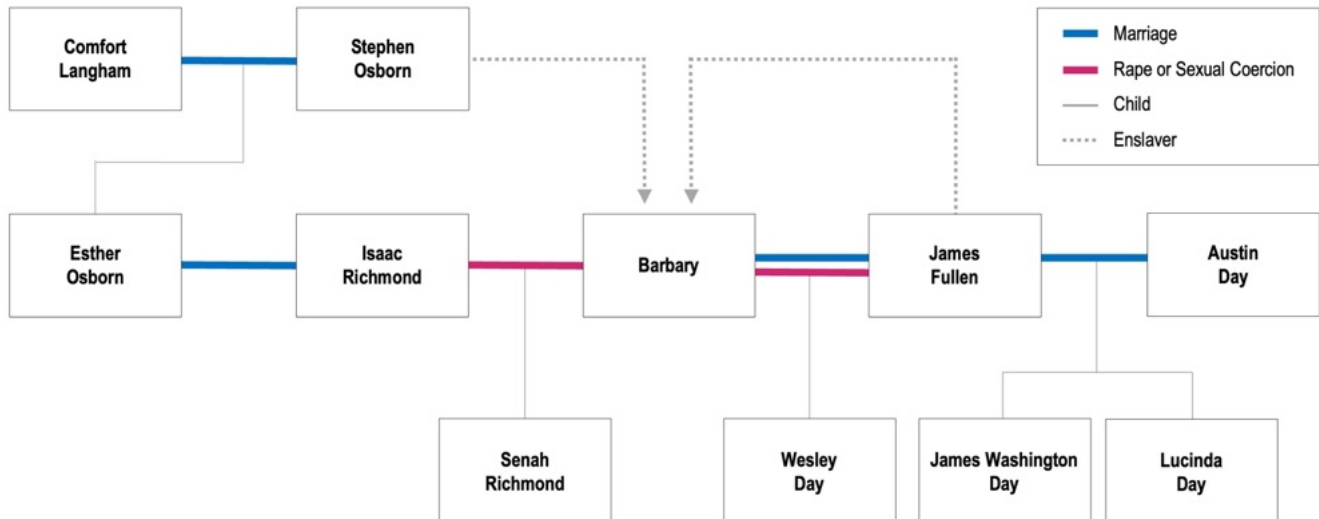 Comfort
Langham
Stephen
Osborn
Marriage
Rape or Sexual Coercion
Child
Enslaver
Esther
Osborn
Isaac
Richmond
Barbary
James
Fullen
Austin
Day
Senah
Richmond
Wesley
Day
James Washington
Day
Lucinda
Day